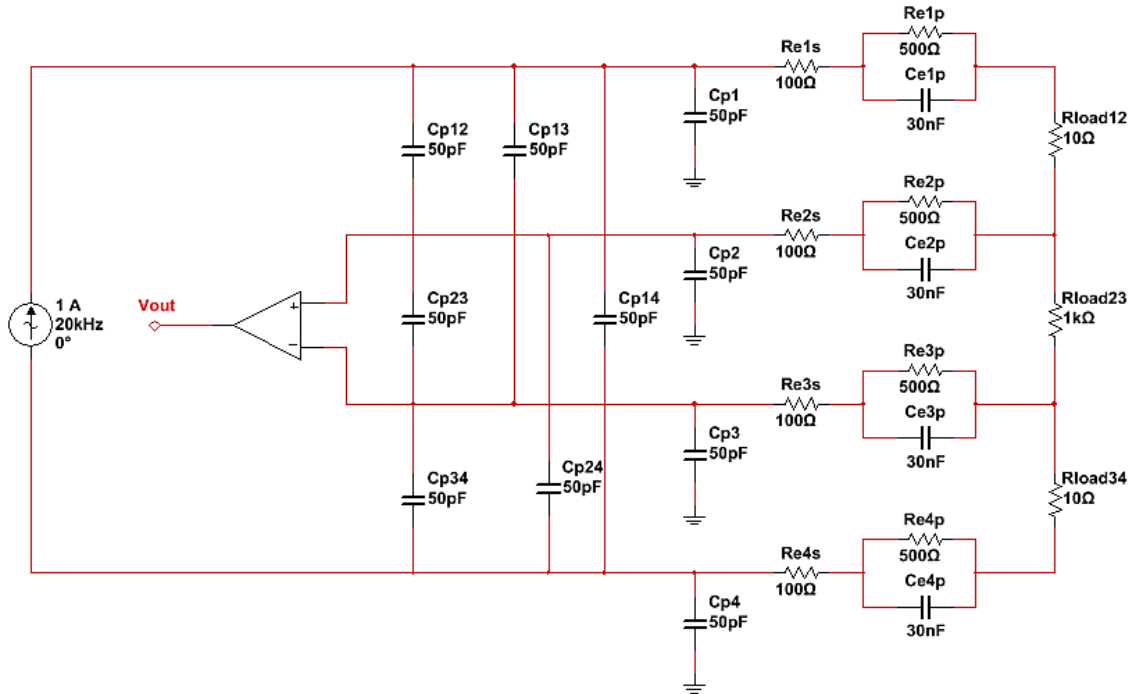 Re1p
500Ω
Re1s
100Ω
Ce1p
30nF
Cp1
50pF
Cp12
50pF
Cp13
50pF
Rload12
10Ω
Re2p
500Ω
Re2s
100Ω
Ce2p
30nF
Cp2
50pF
1 A
20kHz
0°
Vout
+
−
Cp23
50pF
Cp14
50pF
Rload23
1kΩ
Re3p
500Ω
Re3s
100Ω
Ce3p
30nF
Cp3
50pF
Cp34
50pF
Cp24
50pF
Rload34
10Ω
Re4p
500Ω
Re4s
100Ω
Ce4p
30nF
Cp4
50pF